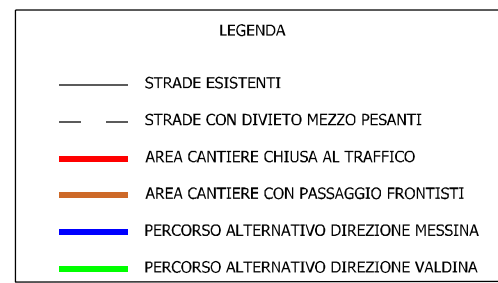 LEGENDA
STRADE ESISTENTI
STRADE CON DIVIETO MEZZO PESANTI
AREA CANTIERE CHIUSA AL TRAFFICO
AREA CANTIERE CON PASSAGGIO FRONTISTI
PERCORSO ALTERNATIVO DIREZIONE MESSINA
PERCORSO ALTERNATIVO DIREZIONE VALDINA